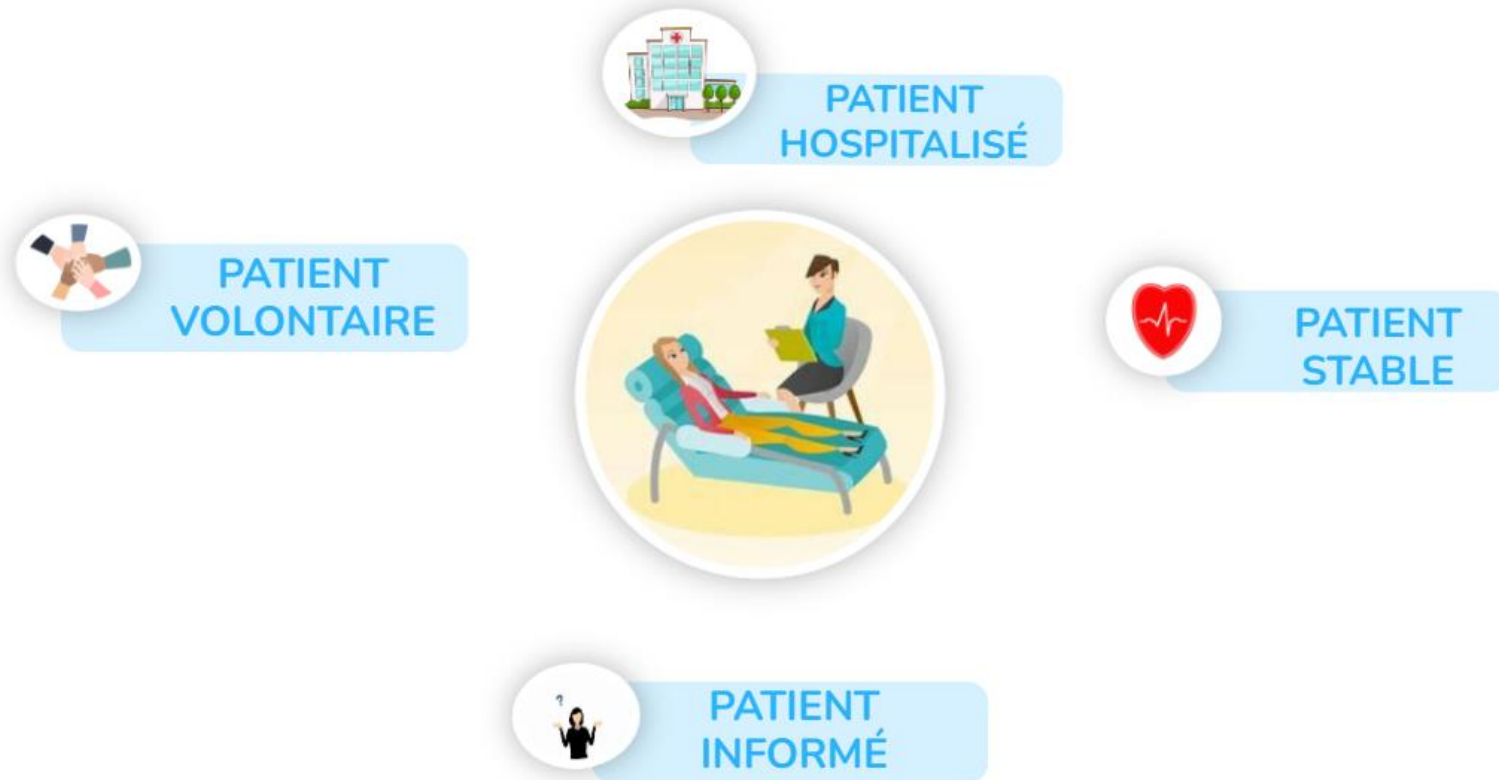 PATIENT
HOSPITALISÉ
PATIENT
VOLONTAIRE
PATIENT
STABLE
?
PATIENT
INFORMÉ